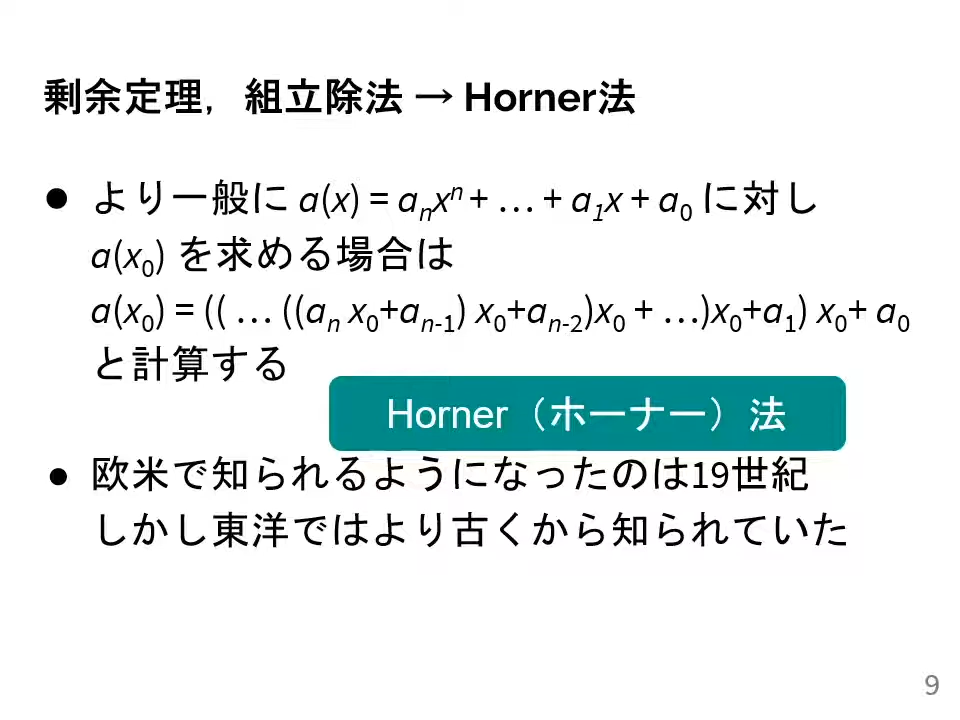 剰余定理，組立除法 → Horner法
● より一般に a(x) = aₙxⁿ + … + a₁x + a₀ に対し
a(x₀) を求める場合は
a(x₀) = (( … ((aₙ x₀+aₙ₋₁) x₀+aₙ₋₂)x₀ + …)x₀+a₁) x₀+ a₀
と計算する
Horner（ホーナー）法
● 欧米で知られるようになったのは19世紀
しかし東洋ではより古くから知られていた
9